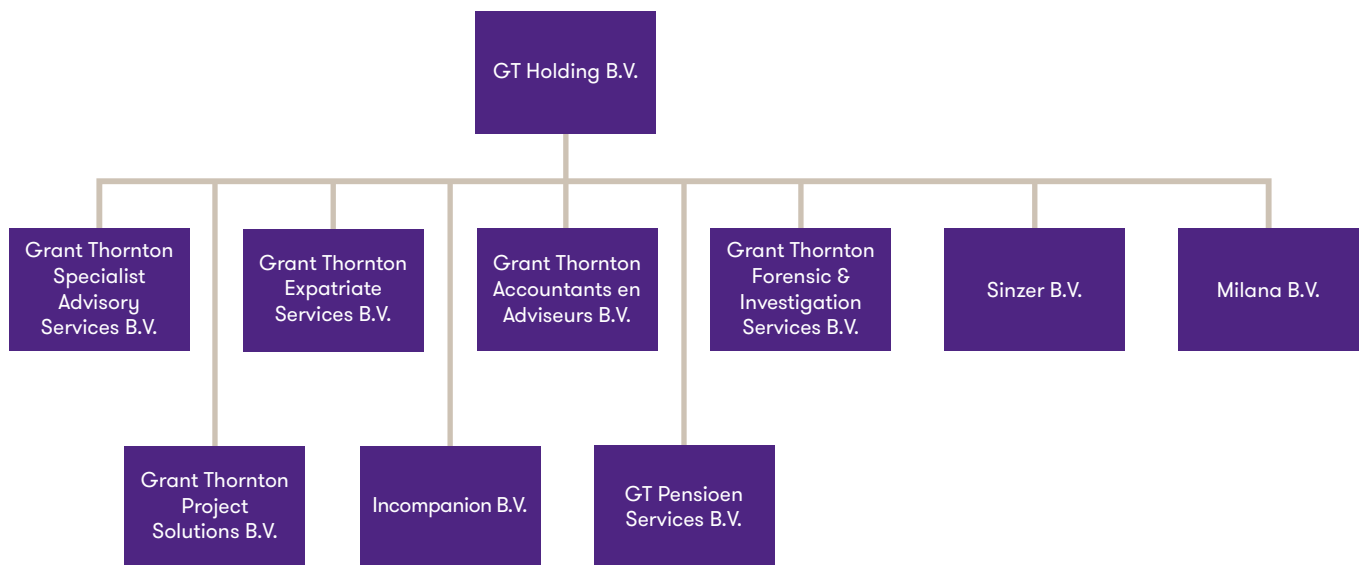 GT Holding B.V.
Grant Thornton
Specialist
Advisory
Services B.V.
Grant Thornton
Expatriate
Services B.V.
Grant Thornton
Accountants en
Adviseurs B.V.
Grant Thornton
Forensic &
Investigation
Services B.V.
Sinzer B.V.
Milana B.V.
Grant Thornton
Project
Solutions B.V.
Incompanion B.V.
GT Pensioen
Services B.V.